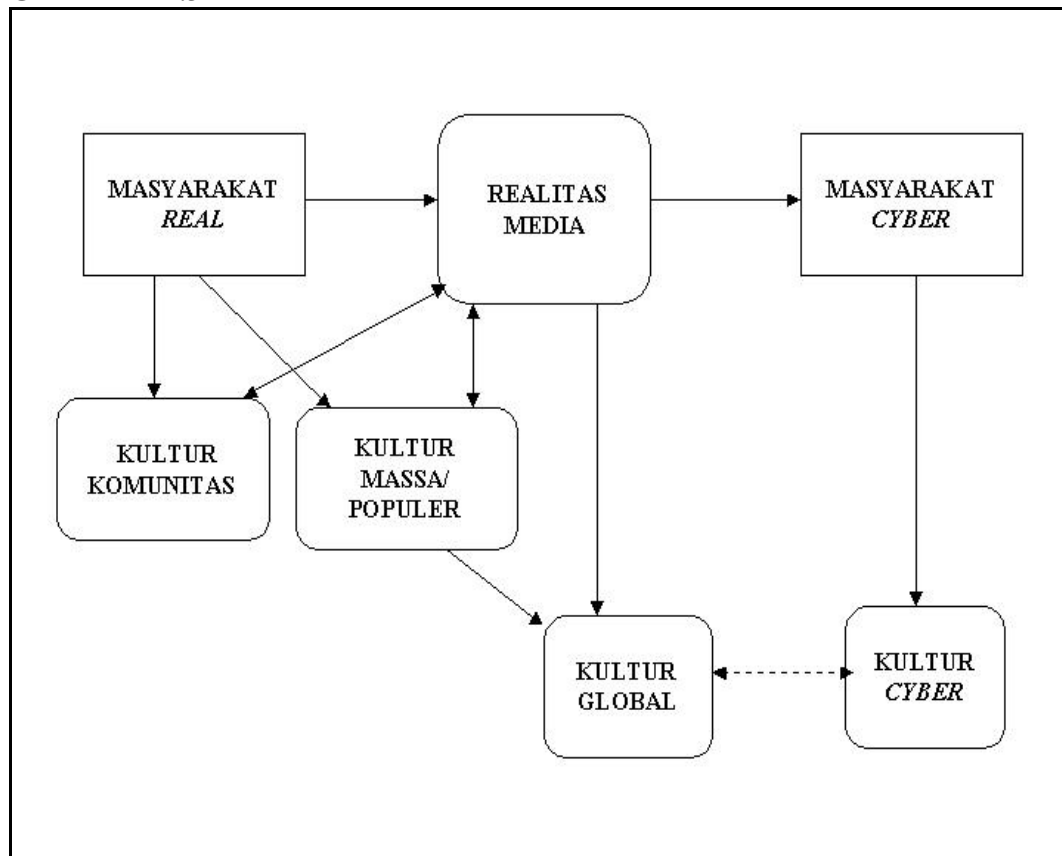 MASYARAKAT
REAL
REALITAS
MEDIA
MASYARAKAT
CYBER
KULTUR
KOMUNITAS
KULTUR
MASSA/
POPULER
KULTUR
GLOBAL
KULTUR
CYBER